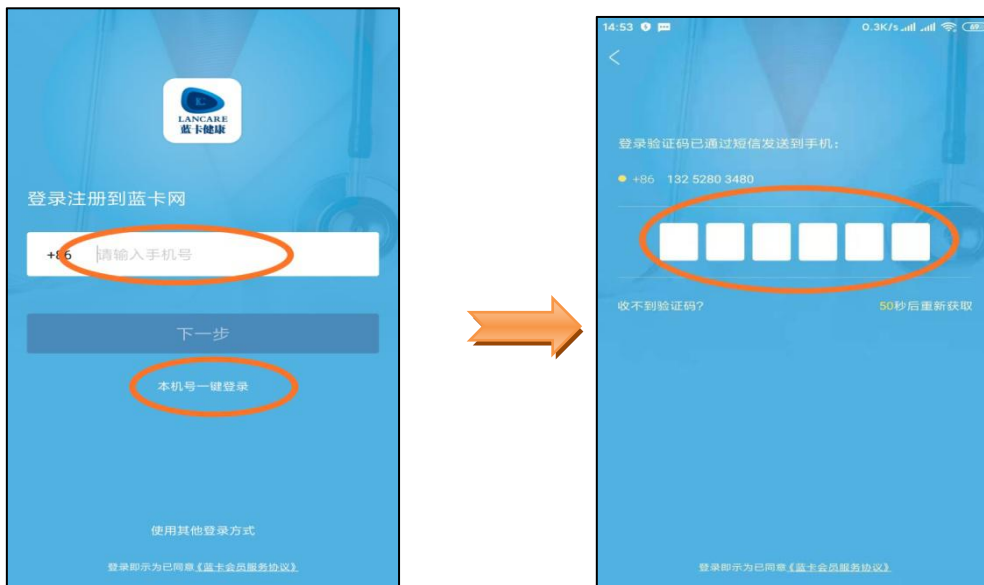 LANCARE
蓝卡健康
登录注册到蓝卡网
+86 请输入手机号
下一步
本机号一键登录
使用其他登录方式
登录即示为已同意《蓝卡会员服务协议》
14:53 0.3K/s 69
登录验证码已通过短信发送到手机：
+86 132 5280 3480
收不到验证码? 50秒后重新获取
登录即示为已同意《蓝卡会员服务协议》